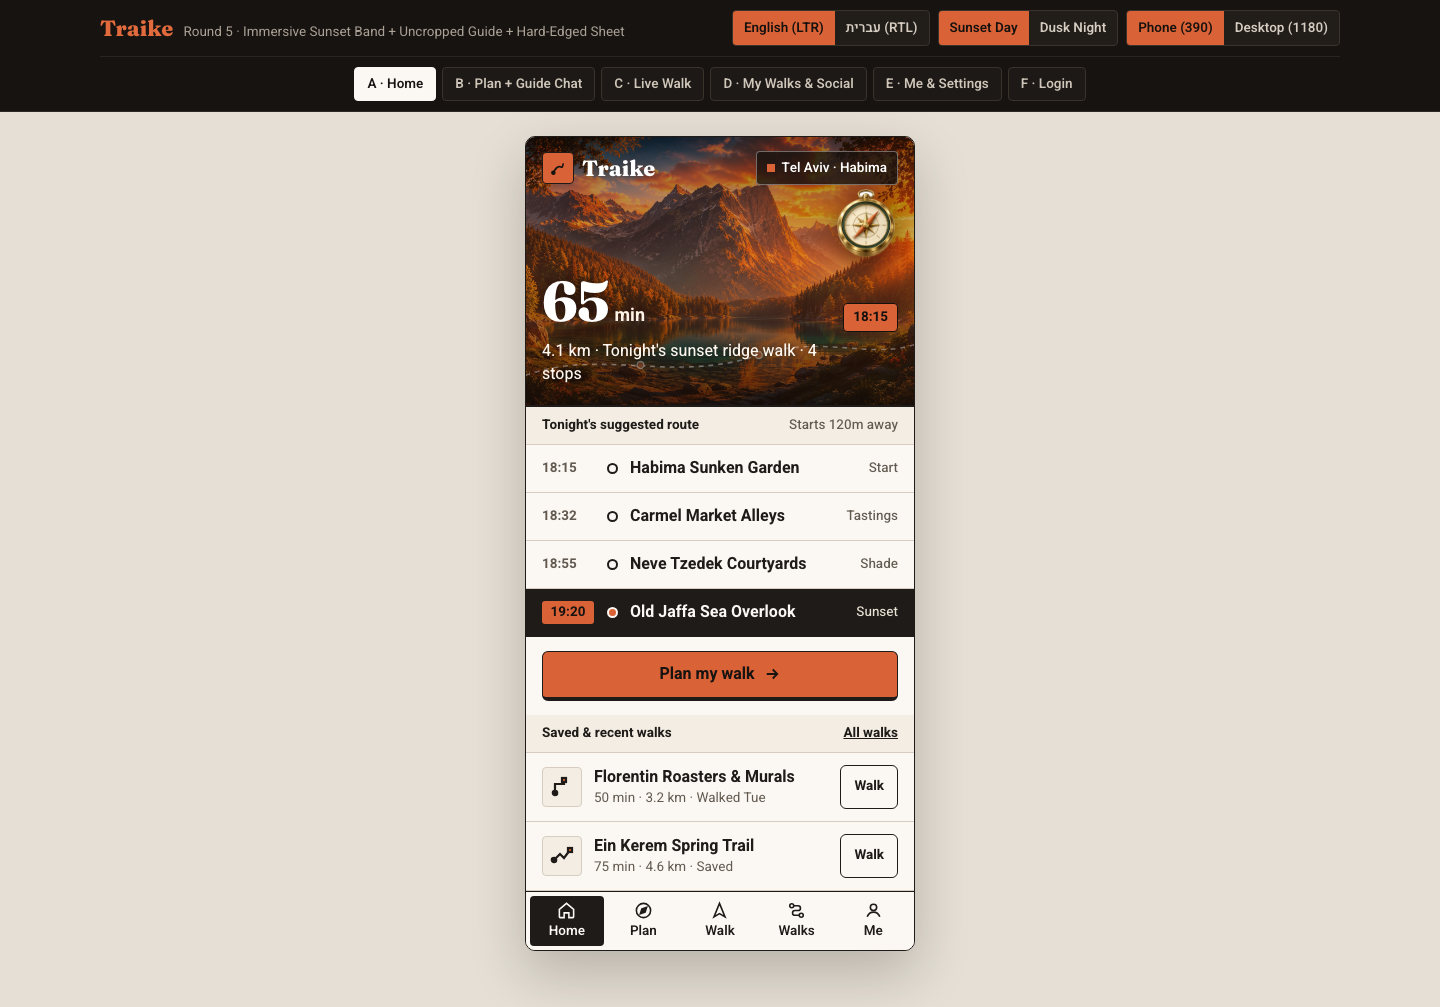 Traike Round 5 · Immersive Sunset Band + Uncropped Guide + Hard-Edged Sheet
English (LTR) עברית (RTL) Sunset Day Dusk Night Phone (390) Desktop (1180)
A · Home B · Plan + Guide Chat C · Live Walk D · My Walks & Social E · Me & Settings F · Login
Traike Tel Aviv · Habima
65 min 18:15
4.1 km · Tonight's sunset ridge walk · 4
stops
Tonight's suggested route Starts 120m away
18:15 Habima Sunken Garden Start
18:32 Carmel Market Alleys Tastings
18:55 Neve Tzedek Courtyards Shade
19:20 Old Jaffa Sea Overlook Sunset
Plan my walk →
Saved & recent walks All walks
Florentin Roasters & Murals Walk
50 min · 3.2 km · Walked Tue
Ein Kerem Spring Trail Walk
75 min · 4.6 km · Saved
Home Plan Walk Walks Me